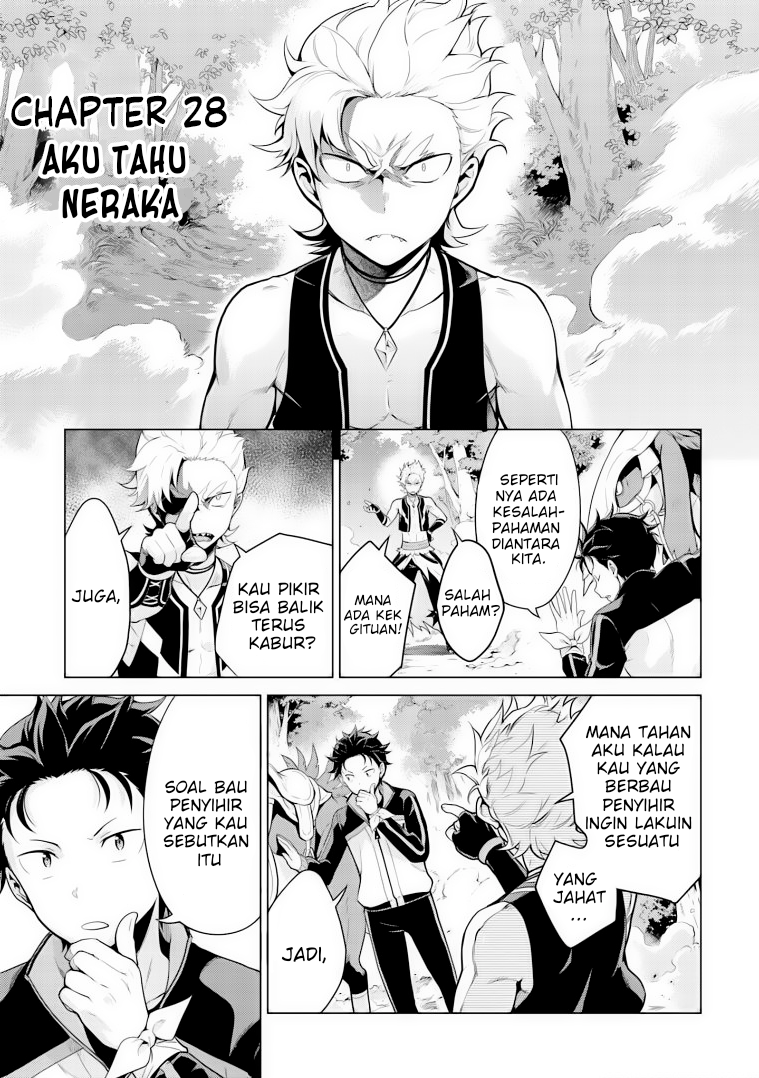 CHAPTER 28
AKU TAHU
NERAKA
SEPERTI
NYA ADA
KESALAH-
PAHAMAN
DIANTARA
KITA.
SALAH
PAHAM?
MANA
ADA KEK
GITUAN!
KAU PIKIR
BISA BALIK
TERUS
KABUR?
JUGA,
MANA TAHAN
AKU KALAU
KAU YANG
BERBAU
PENYIHIR
INGIN LAKUIN
SESUATU
YANG
JAHAT
...
JADI,
SOAL BAU
PENYIHIR
YANG KAU
SEBUTKAN
ITU